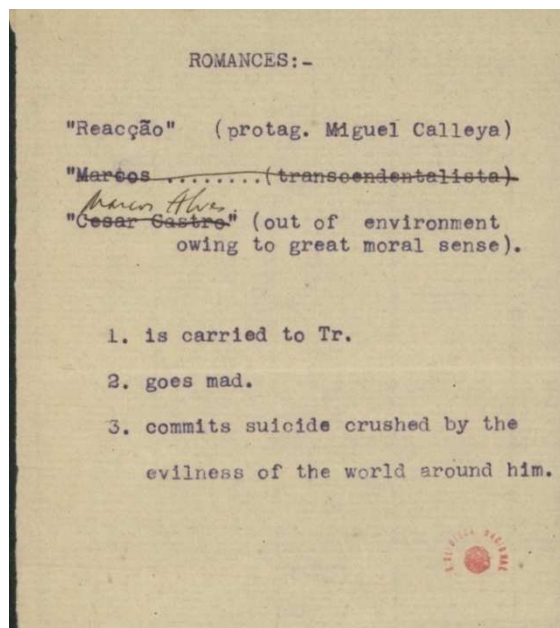 ROMANCES:-
"Reacção" (protag. Miguel Calleya)
"Marcos ........(transcendentalista)
Marcos Alves
"Cesar Castro" (out of environment
owing to great moral sense).
1. is carried to Tr.
2. goes mad.
3. commits suicide crushed by the
evilness of the world around him.
BIBLIOTECA NACIONAL